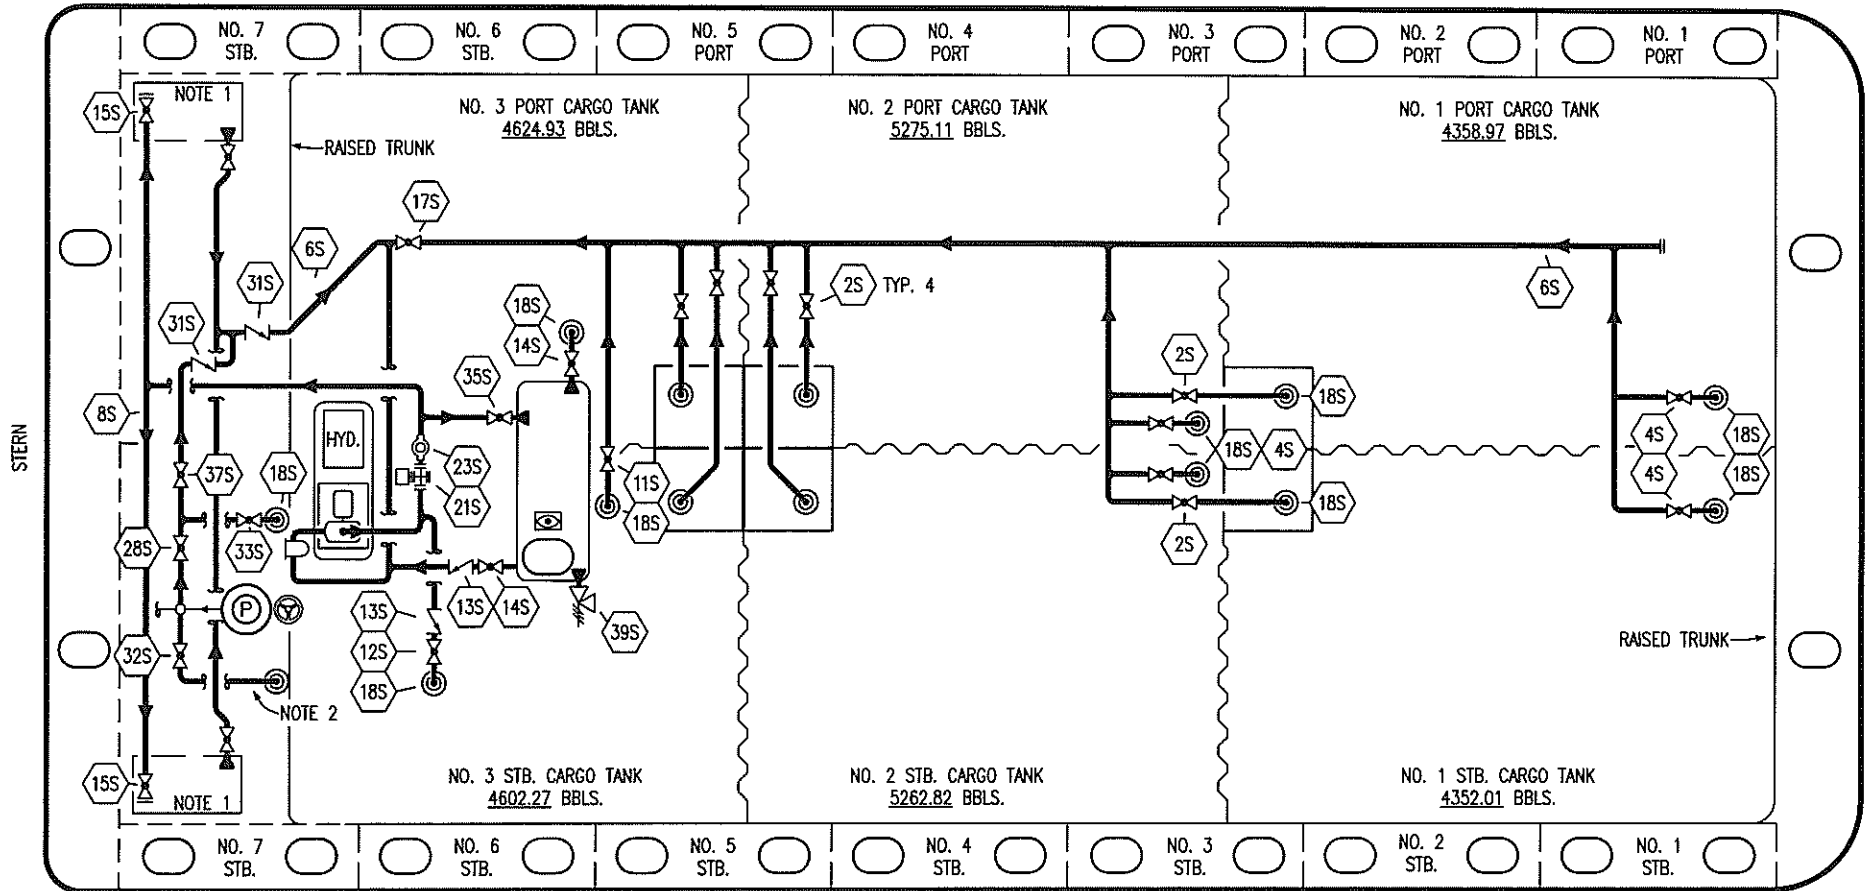 NO. 7
STB.
NO. 6
STB.
NO. 5
PORT
NO. 4
PORT
NO. 3
PORT
NO. 2
PORT
NO. 1
PORT
NOTE 1
15S
RAISED TRUNK
NO. 3 PORT CARGO TANK
4624.93 BBLS.
NO. 2 PORT CARGO TANK
5275.11 BBLS.
NO. 1 PORT CARGO TANK
4358.97 BBLS.
17S
6S
31S
31S
18S
14S
2S TYP. 4
6S
35S
2S
18S
8S
HYD.
STERN
23S
21S
37S
18S
11S
18S
18S
4S
4S
18S
4S
18S
18S
2S
28S
33S
P
13S
14S
13S
12S
18S
39S
32S
NOTE 2
RAISED TRUNK
15S
NOTE 1
NO. 3 STB. CARGO TANK
4602.27 BBLS.
NO. 2 STB. CARGO TANK
5262.82 BBLS.
NO. 1 STB. CARGO TANK
4352.01 BBLS.
NO. 7
STB.
NO. 6
STB.
NO. 5
STB.
NO. 4
STB.
NO. 3
STB.
NO. 2
STB.
NO. 1
STB.